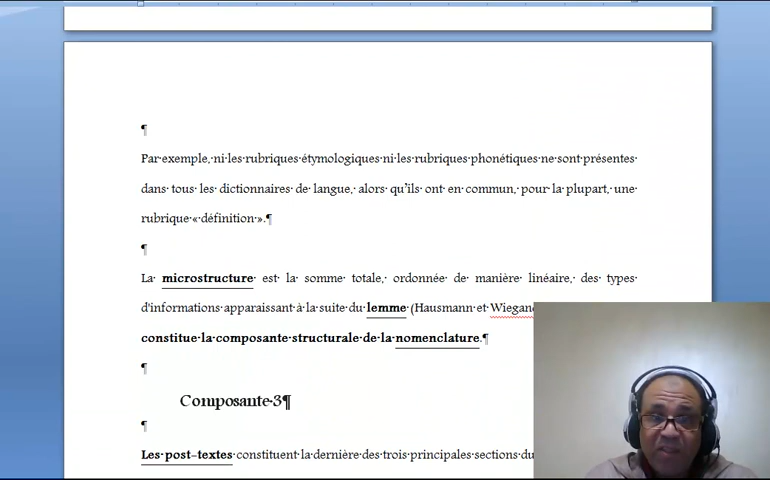 ¶
Par exemple, ni les rubriques étymologiques ni les rubriques phonétiques ne sont présentes
dans tous les dictionnaires de langue, alors qu'ils ont en commun, pour la plupart, une
rubrique « définition ».¶
¶
La microstructure est la somme totale, ordonnée de manière linéaire, des types
d'informations apparaissant à la suite du lemme (Hausmann et
constitue la composante structurale de la nomenclature.¶
¶
Composante 3¶
¶
Les post-textes constituent la dernière des trois principales sections du